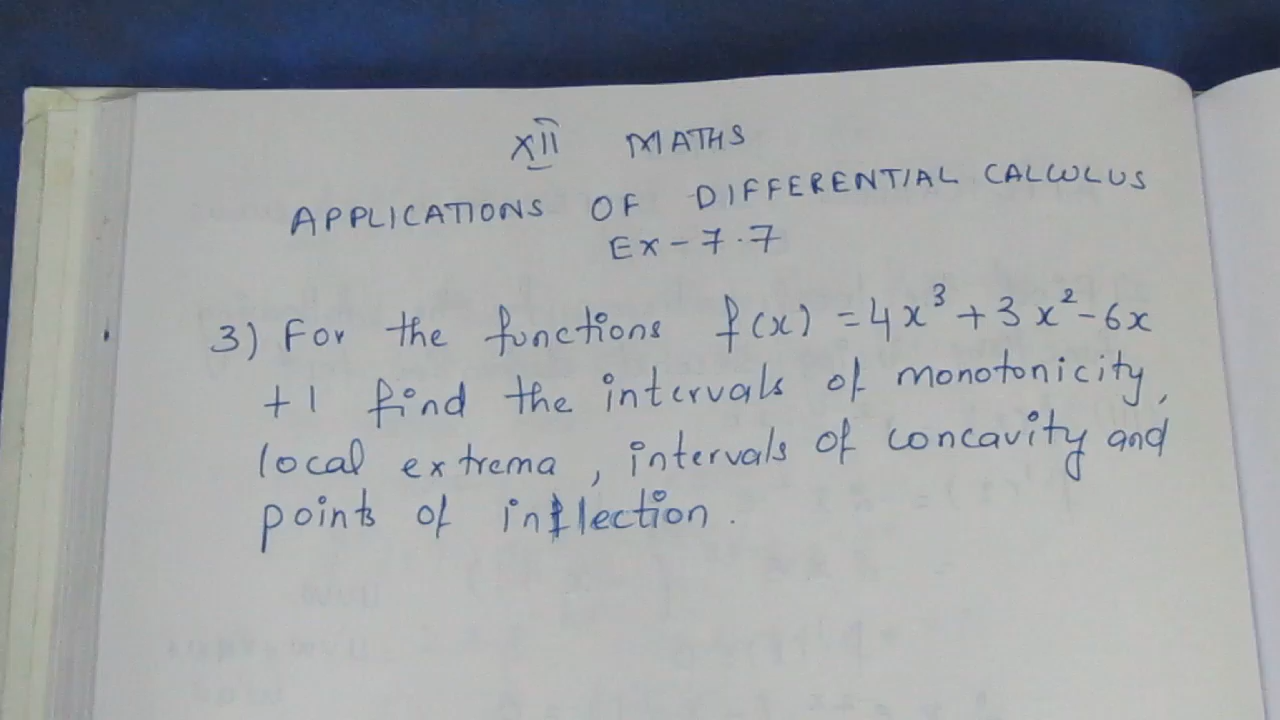 XII MATHS
APPLICATIONS OF DIFFERENTIAL CALCULUS
Ex - 7.7
3) For the functions f(x) = 4x³ + 3x² - 6x
+1 find the intervals of monotonicity,
local extrema, intervals of concavity and
points of inflection.